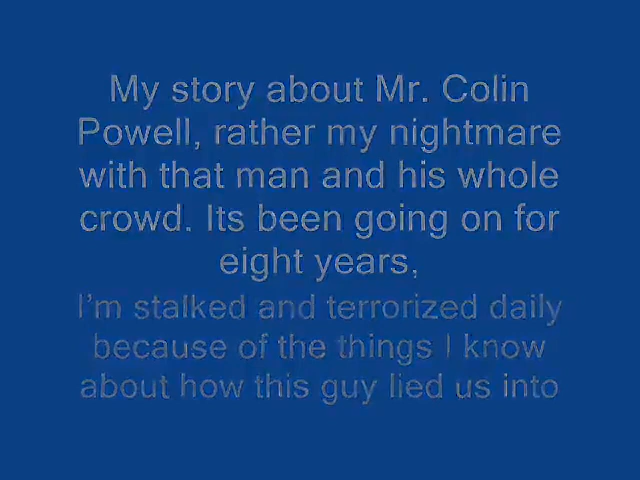 My story about Mr. Colin
Powell, rather my nightmare
with that man and his whole
crowd. Its been going on for
eight years,
I'm stalked and terrorized daily
because of the things I know
about how this guy lied us into